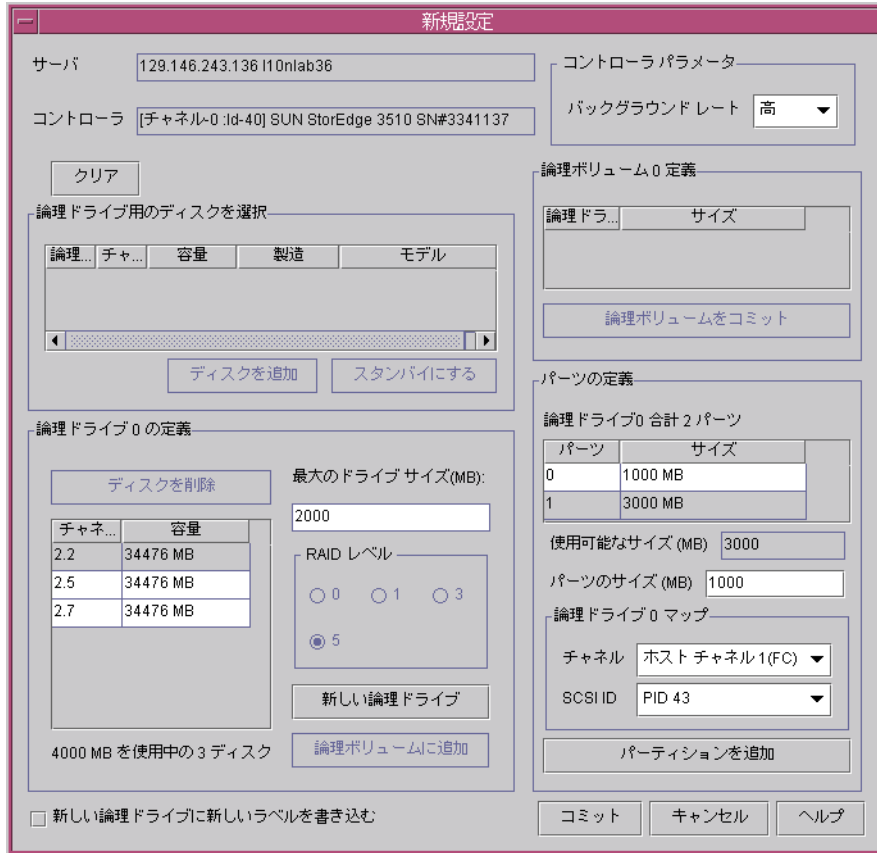 新規設定
サーバ 129.146.243.136 l10nlab36
コントローラ [チャネル-0 :Id-40] SUN StorEdge 3510 SN#3341137
コントローラ パラメータ
バックグラウンド レート 高
クリア
論理ドライブ用のディスクを選択
論理... チャ... 容量 製造 モデル
ディスクを追加 スタンバイにする
論理ドライブ 0 の定義
ディスクを削除
チャネ... 容量
2.2 34476 MB
2.5 34476 MB
2.7 34476 MB
4000 MB を使用中の 3 ディスク
最大のドライブ サイズ(MB):
2000
RAID レベル
0 1 3
5
新しい論理ドライブ
論理ボリュームに追加
新しい論理ドライブに新しいラベルを書き込む
論理ボリューム 0 定義
論理ドラ... サイズ
論理ボリュームをコミット
パーツの定義
論理ドライブ0 合計 2 パーツ
パーツ サイズ
0 1000 MB
1 3000 MB
使用可能なサイズ (MB) 3000
パーツのサイズ (MB) 1000
論理ドライブ 0 マップ
チャネル ホスト チャネル 1(FC)
SCSI ID PID 43
パーティションを追加
コミット キャンセル ヘルプ